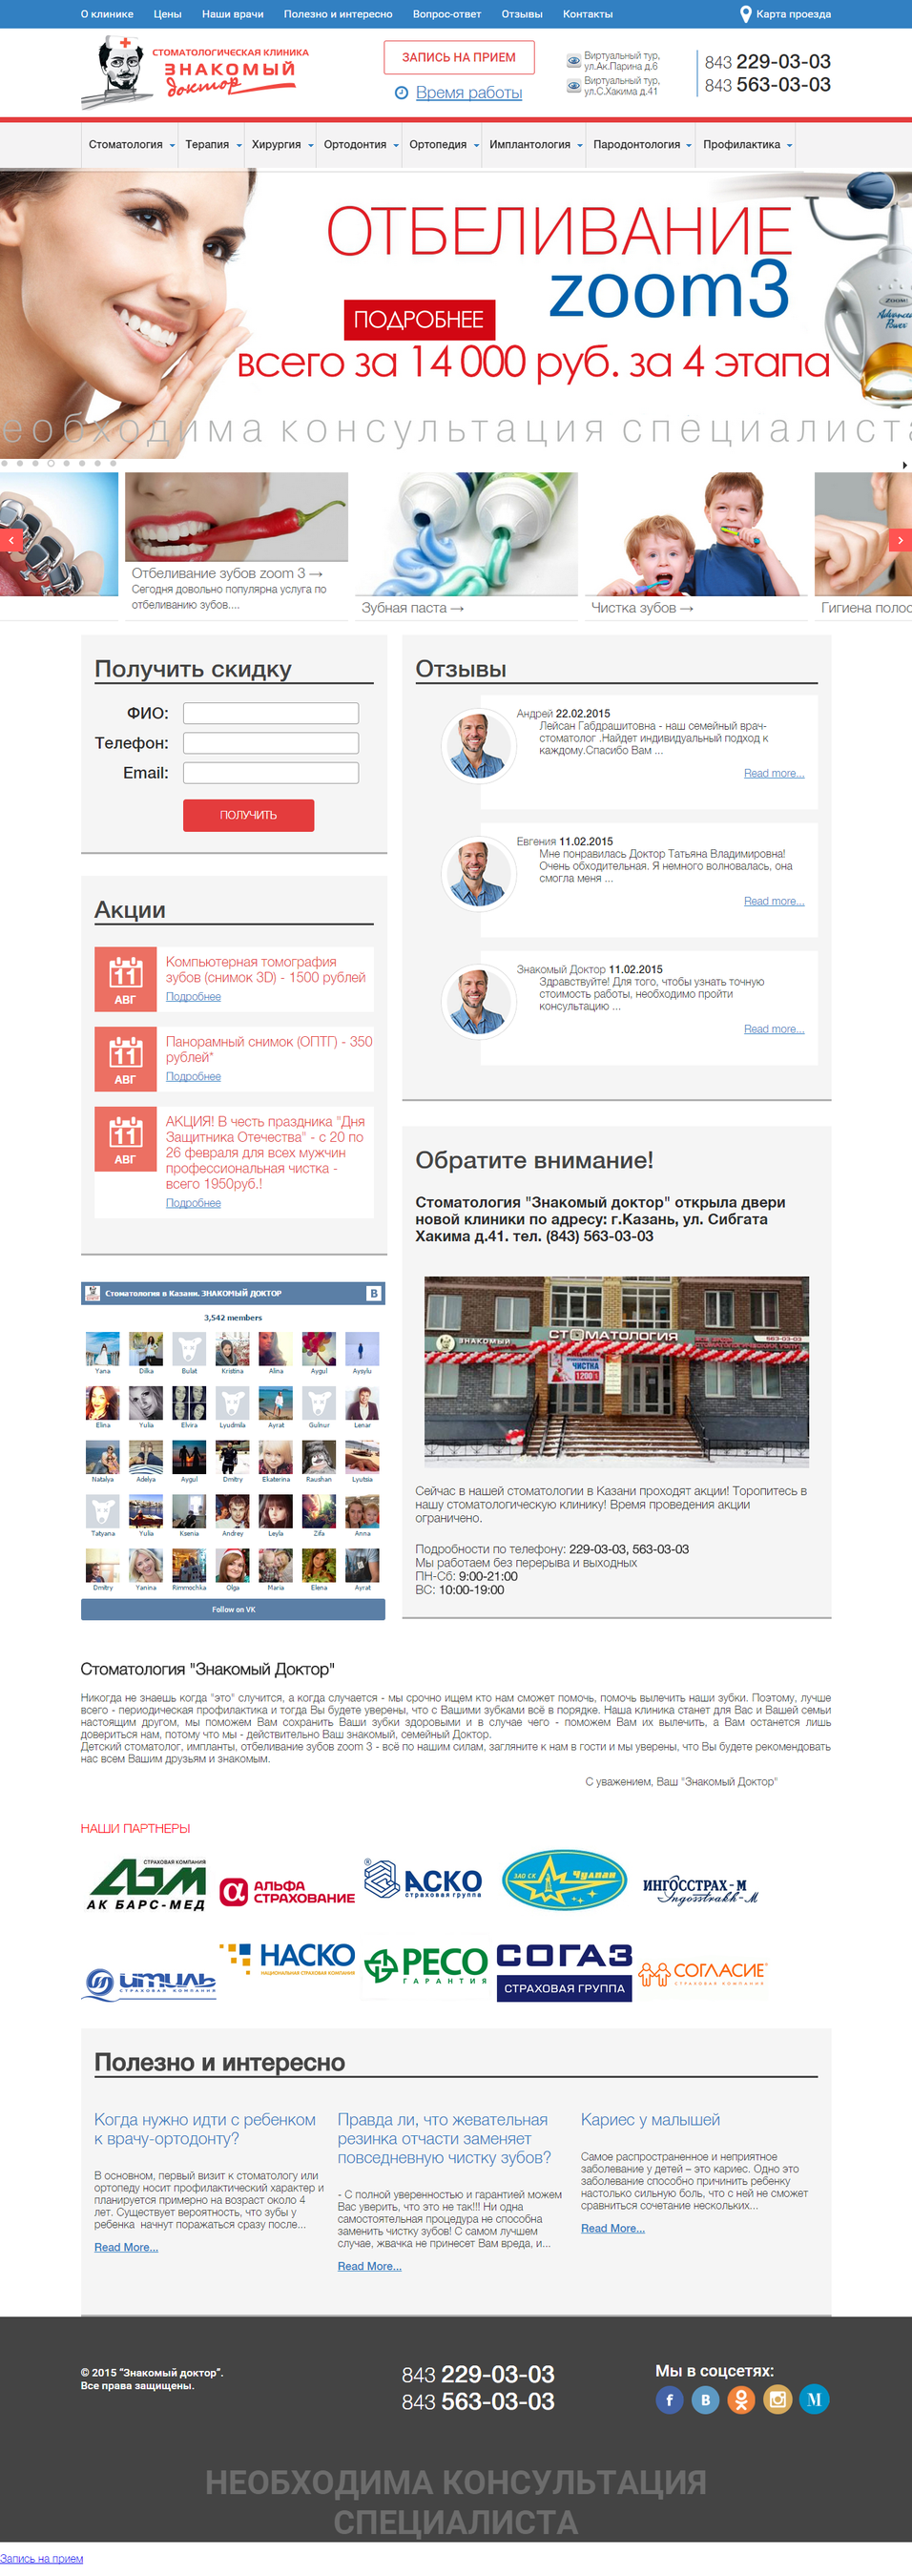 О клинике Цены Наши врачи Полезно и интересно Вопрос-ответ Отзывы Контакты Карта проезда
СТОМАТОЛОГИЧЕСКАЯ КЛИНИКА
ЗНАКОМЫЙ
доктор
ЗАПИСЬ НА ПРИЕМ
Время работы
Виртуальный тур,
ул.Ак.Парина д.6
Виртуальный тур,
ул.С.Хакима д.41
843 229-03-03
843 563-03-03
Стоматология Терапия Хирургия Ортодонтия Ортопедия Имплантология Пародонтология Профилактика
ОТБЕЛИВАНИЕ
zoom3
ПОДРОБНЕЕ
всего за 14 000 руб. за 4 этапа
ZOOM!
Advanced
Power
еобходима консультация специалиста
Отбеливание зубов zoom 3 →
Сегодня довольно популярна услуга по
отбеливанию зубов....
Зубная паста →
Чистка зубов →
Гигиена полос
Получить скидку
ФИО:
Телефон:
Email:
ПОЛУЧИТЬ
Акции
11
АВГ
Компьютерная томография
зубов (снимок 3D) - 1500 рублей
Подробнее
11
АВГ
Панорамный снимок (ОПТГ) - 350
рублей*
Подробнее
11
АВГ
АКЦИЯ! В честь праздника "Дня
Защитника Отечества" - с 20 по
26 февраля для всех мужчин
профессиональная чистка -
всего 1950руб.!
Подробнее
Стоматология в Казани. ЗНАКОМЫЙ ДОКТОР
B
3,542 members
Yana Dilka Bulat Kristina Alina Aygul Aysylu
Elina Yulia Elvira Lyudmila Ayrat Gulnur Lenar
Natalya Adelya Aygul Dmitry Ekaterina Raushan Lyutsia
Tatyana Yulia Ksenia Andrey Leyla Zifa Anna
Dmitry Yanina Rimmochka Olga Maria Elena Ayrat
Follow on VK
Отзывы
Андрей 22.02.2015
Лейсан Габдрашитовна - наш семейный врач-
стоматолог .Найдет индивидуальный подход к
каждому.Спасибо Вам ...
Read more...
Евгения 11.02.2015
Мне понравилась Доктор Татьяна Владимировна!
Очень обходительная. Я немного волновалась, она
смогла меня ...
Read more...
Знакомый Доктор 11.02.2015
Здравствуйте! Для того, чтобы узнать точную
стоимость работы, необходимо пройти
консультацию ...
Read more...
Обратите внимание!
Стоматология "Знакомый доктор" открыла двери
новой клиники по адресу: г.Казань, ул. Сибгата
Хакима д.41. тел. (843) 563-03-03
ЗНАКОМЫЙ
СТОМАТОЛОГИЯ
563-03-03
ЧИСТКА
1200
Сейчас в нашей стоматологии в Казани проходят акции! Торопитесь в
нашу стоматологическую клинику! Время проведения акции
ограничено.
Подробности по телефону: 229-03-03, 563-03-03
Мы работаем без перерыва и выходных
ПН-Сб: 9:00-21:00
ВС: 10:00-19:00
Стоматология "Знакомый Доктор"
Никогда не знаешь когда "это" случится, а когда случается - мы срочно ищем кто нам сможет помочь, помочь вылечить наши зубки. Поэтому, лучше
всего - периодическая профилактика и тогда Вы будете уверены, что с Вашими зубками всё в порядке. Наша клиника станет для Вас и Вашей семьи
настоящим другом, мы поможем Вам сохранить Ваши зубки здоровыми и в случае чего - поможем Вам их вылечить, а Вам останется лишь
довериться нам, потому что мы - действительно Ваш знакомый, семейный Доктор.
Детский стоматолог, импланты, отбеливание зубов zoom 3 - всё по нашим силам, загляните к нам в гости и мы уверены, что Вы будете рекомендовать
нас всем Вашим друзьям и знакомым.
С уважением, Ваш "Знакомый Доктор"
НАШИ ПАРТНЕРЫ
СТРАХОВАЯ КОМПАНИЯ
АК БАРС-МЕД
АЛЬФА
СТРАХОВАНИЕ
АСКО
страховая группа
ЗАО СК Чулпан
ИНГОССТРАХ-М
Ingosstrakh-M
итиль
СТРАХОВАЯ КОМПАНИЯ
НАСКО
НАЦИОНАЛЬНАЯ СТРАХОВАЯ КОМПАНИЯ
РЕСО
ГАРАНТИЯ
СОГАЗ
СТРАХОВАЯ ГРУППА
СОГЛАСИЕ
СТРАХОВАЯ КОМПАНИЯ
Полезно и интересно
Когда нужно идти с ребенком
к врачу-ортодонту?
В основном, первый визит к стоматологу или
ортопеду носит профилактический характер и
планируется примерно на возраст около 4
лет. Существует вероятность, что зубы у
ребенка начнут поражаться сразу после...
Read More...
Правда ли, что жевательная
резинка отчасти заменяет
повседневную чистку зубов?
- С полной уверенностью и гарантией можем
Вас уверить, что это не так!!! Ни одна
самостоятельная процедура не способна
заменить чистку зубов! С самом лучшем
случае, жвачка не принесет Вам вреда, и...
Read More...
Кариес у малышей
Самое распространенное и неприятное
заболевание у детей – это кариес. Одно это
заболевание способно причинить ребенку
настолько сильную боль, что с ней не сможет
сравниться сочетание нескольких...
Read More...
© 2015 "Знакомый доктор".
Все права защищены.
843 229-03-03
843 563-03-03
Мы в соцсетях:
НЕОБХОДИМА КОНСУЛЬТАЦИЯ
СПЕЦИАЛИСТА
Запись на прием